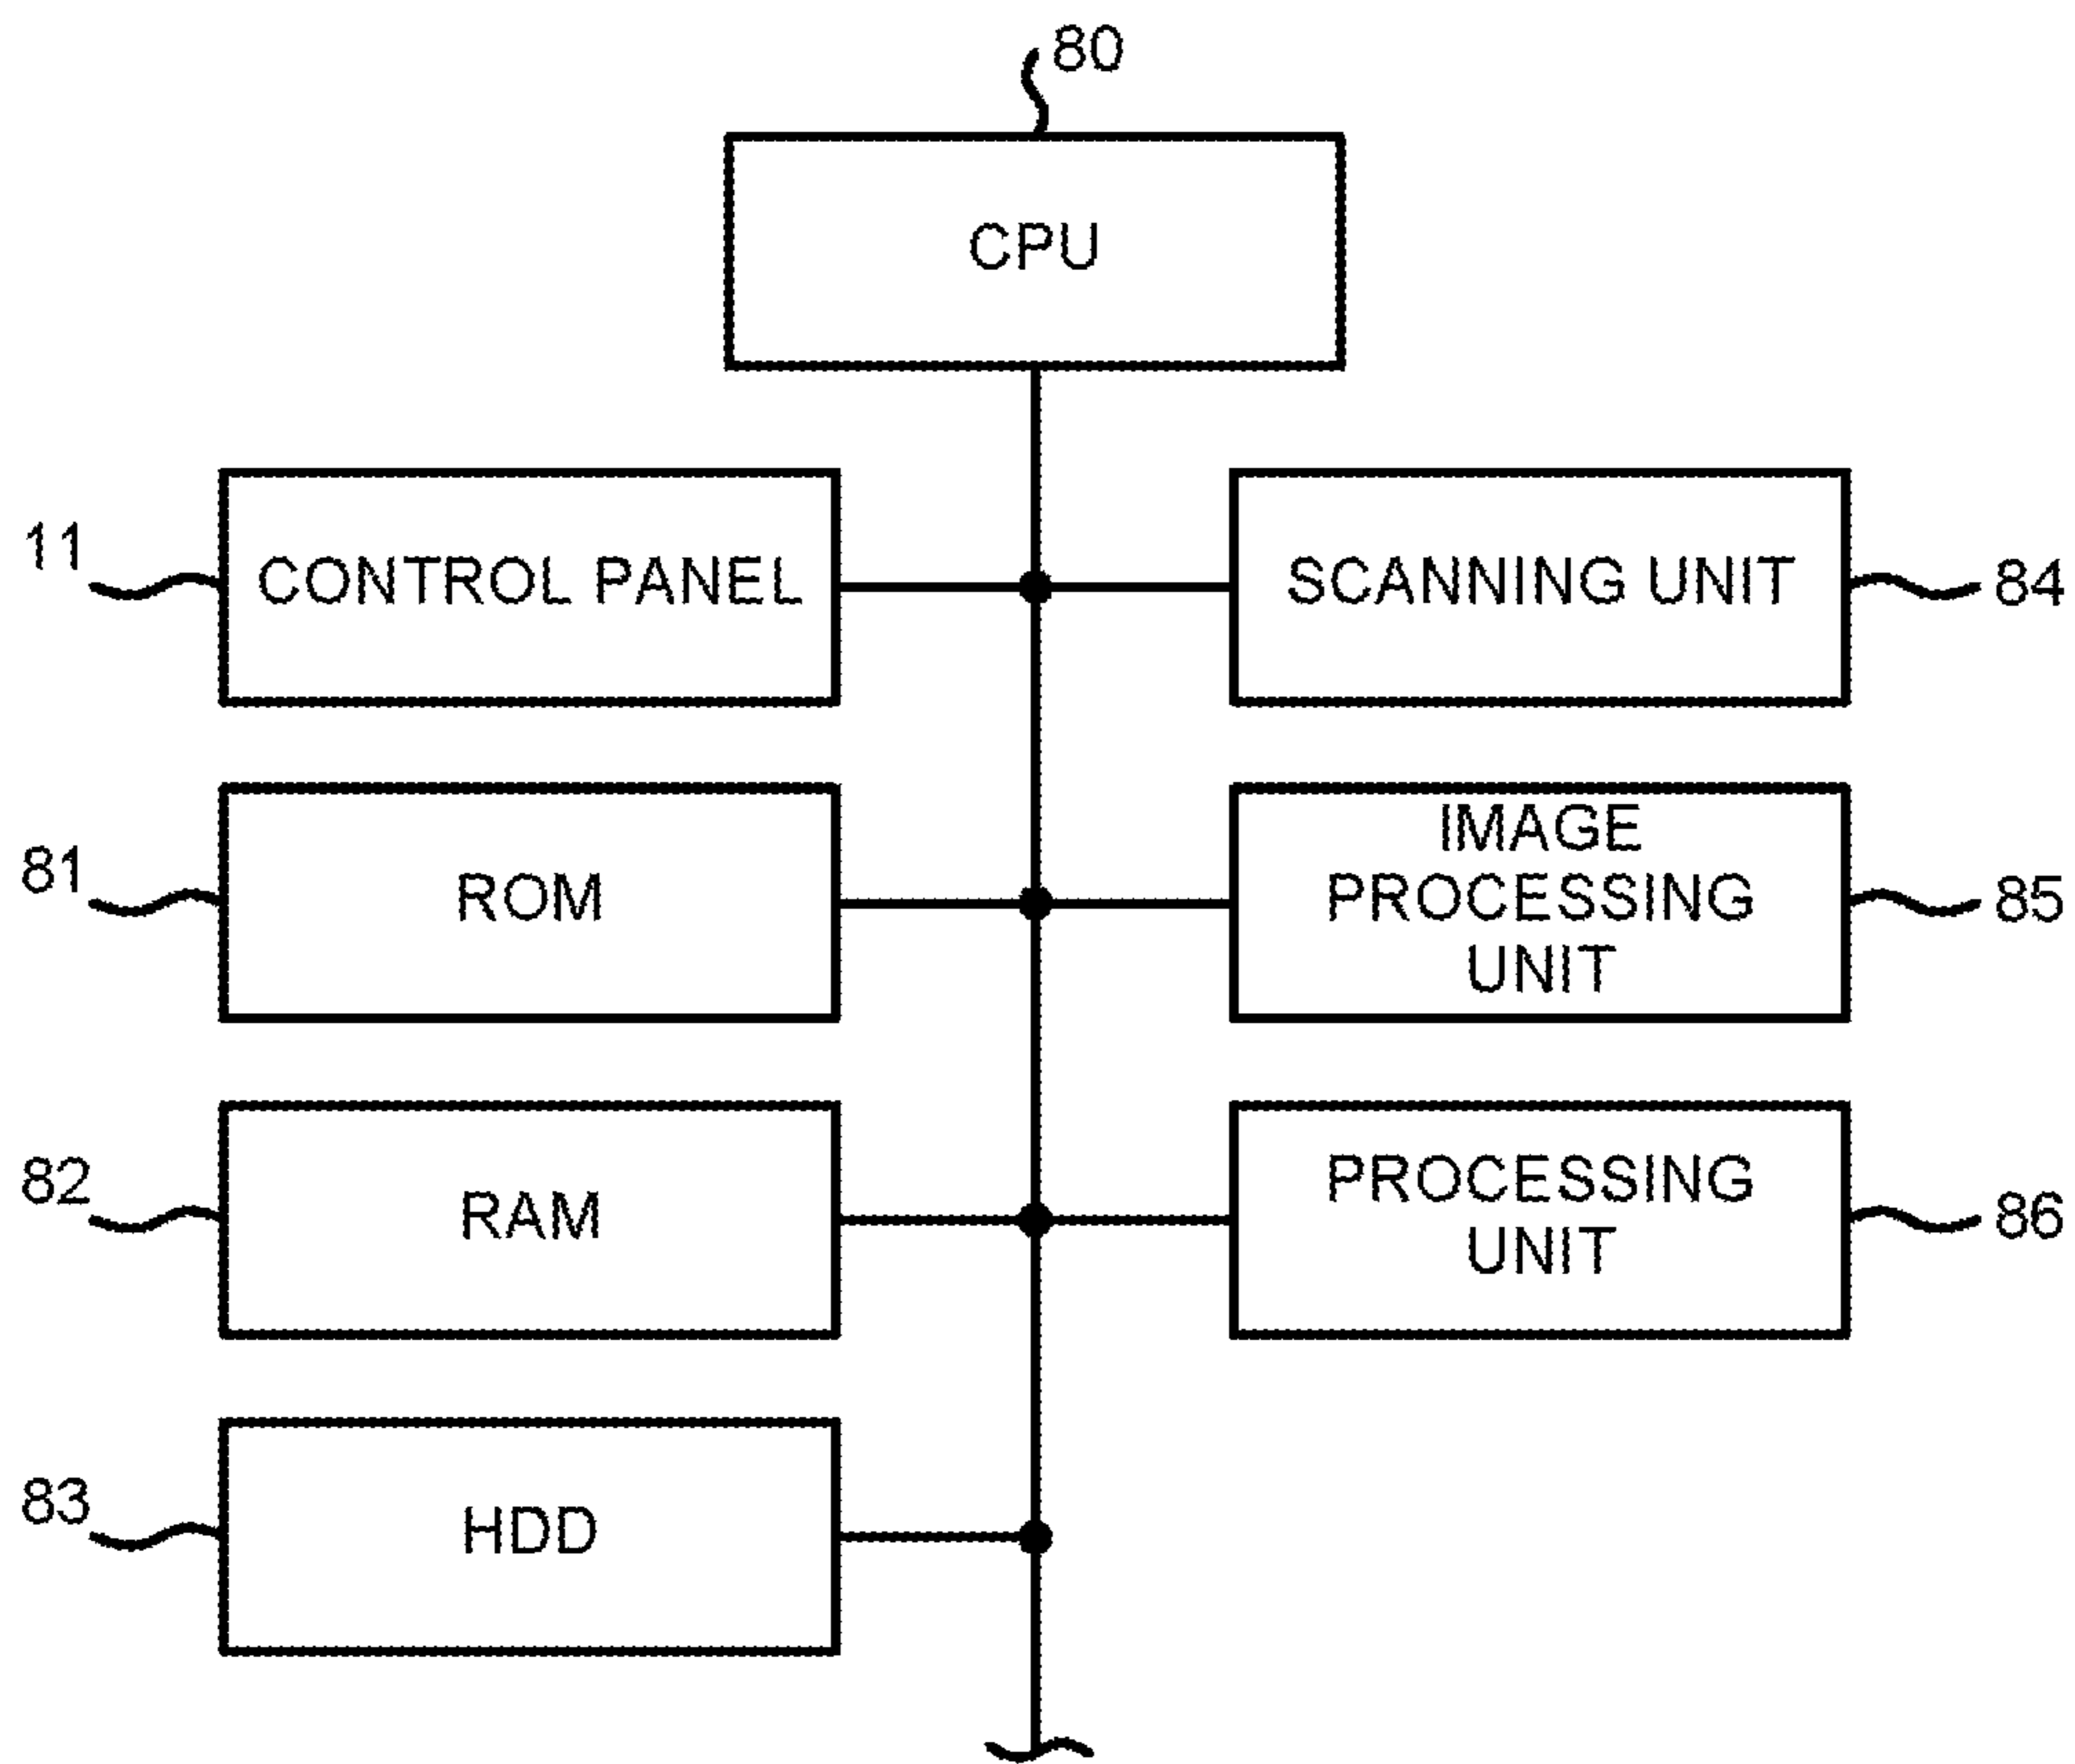 80
CPU
11
CONTROL PANEL
SCANNING UNIT
84
81
ROM
IMAGE
PROCESSING
UNIT
85
82
RAM
PROCESSING
UNIT
86
83
HDD